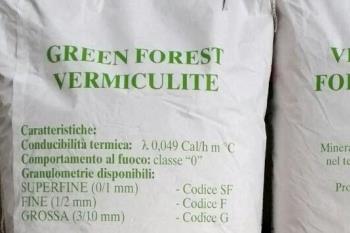 GREEN FOREST
VERMICULITE
Caratteristiche:
Conducibilità termica: λ 0,049 Cal/h m °C
Comportamento al fuoco: classe "0"
Granulometrie disponibili:
SUPERFINE (0/1 mm) - Codice SF
FINE (1/2 mm) - Codice F
GROSSA (3/10 mm) - Codice G